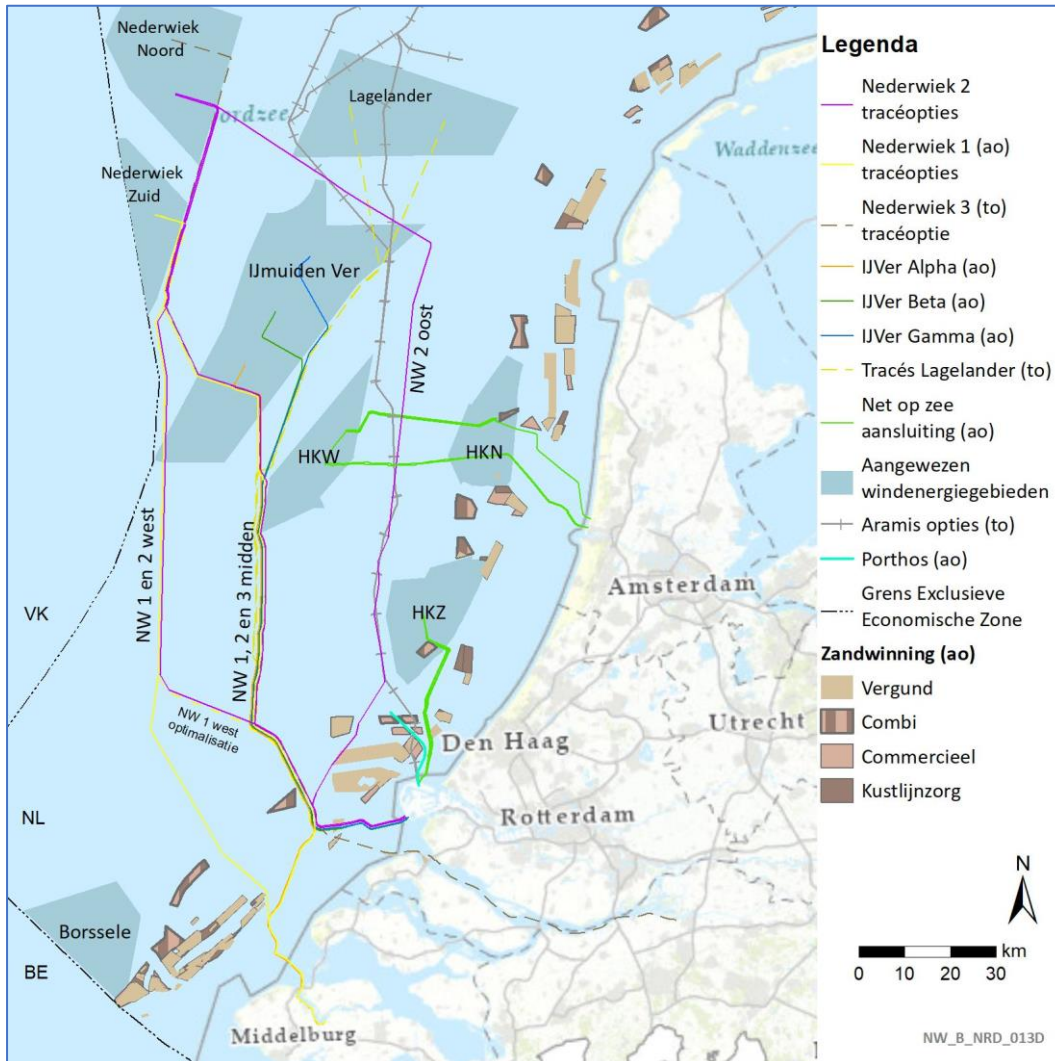 Nederwiek
Noord
Lagelander
Waddenzee
Nederwiek
Zuid
IJmuiden Ver
NW 2 oost
HKW
HKN
NW 1 en 2 west
NW 1, 2 en 3 midden
Amsterdam
HKZ
VK
NW 1 west
optimalisatie
Utrecht
Den Haag
NL
Rotterdam
Borssele
BE
Middelburg
Legenda
Nederwiek 2
tracéopties
Nederwiek 1 (ao)
tracéopties
Nederwiek 3 (to)
tracéoptie
IJVer Alpha (ao)
IJVer Beta (ao)
IJVer Gamma (ao)
Tracés Lagelander (to)
Net op zee
aansluiting (ao)
Aangewezen
windenergiegebieden
Aramis opties (to)
Porthos (ao)
Grens Exclusieve
Economische Zone
Zandwinning (ao)
Vergund
Combi
Commercieel
Kustlijnzorg
N
km
0 10 20 30
NW_B_NRD_013D